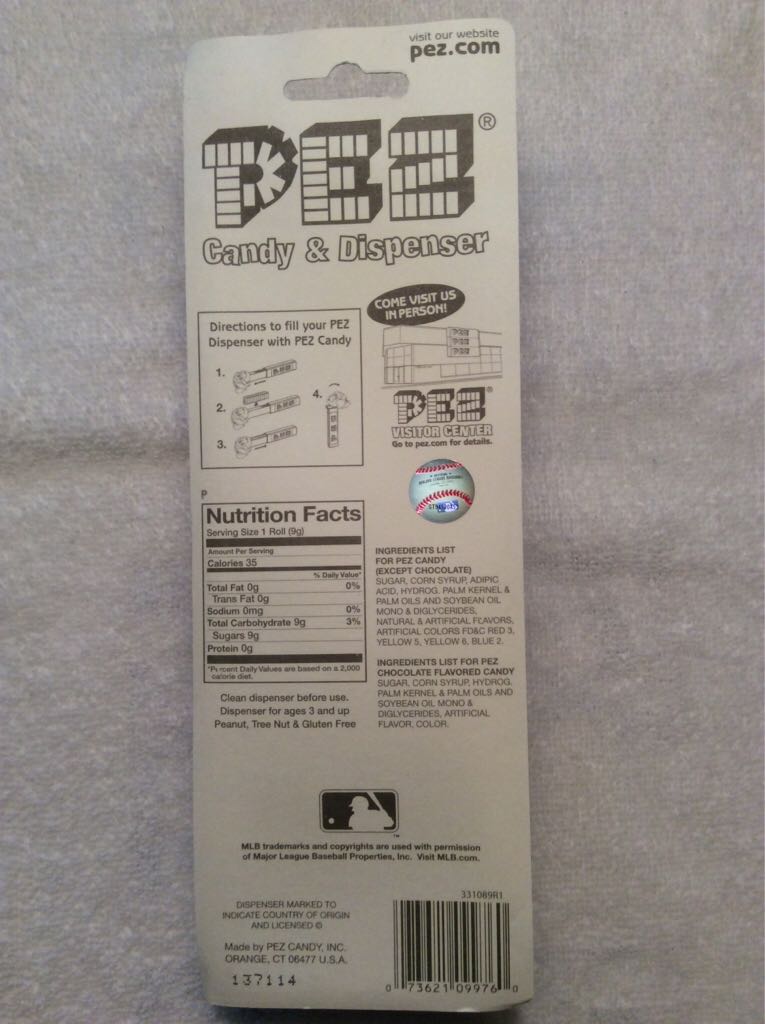 visit our website
pez.com
PEZ®
Candy & Dispenser
COME VISIT US
IN PERSON!
Directions to fill your PEZ
Dispenser with PEZ Candy
1.
2.
3.
4.
PEZ
PEZ
PEZ
PEZ®
VISITOR CENTER
Go to pez.com for details.
P
Nutrition Facts
Serving Size 1 Roll (9g)
Amount Per Serving
Calories 35
% Daily Value*
Total Fat 0g 0%
Trans Fat 0g
Sodium 0mg 0%
Total Carbohydrate 9g 3%
Sugars 9g
Protein 0g
*Percent Daily Values are based on a 2,000
calorie diet.
Clean dispenser before use.
Dispenser for ages 3 and up
Peanut, Tree Nut & Gluten Free
INGREDIENTS LIST
FOR PEZ CANDY
(EXCEPT CHOCOLATE)
SUGAR, CORN SYRUP, ADIPIC
ACID, HYDROG. PALM KERNEL &
PALM OILS AND SOYBEAN OIL
MONO & DIGLYCERIDES,
NATURAL & ARTIFICIAL FLAVORS,
ARTIFICIAL COLORS FD&C RED 3,
YELLOW 5, YELLOW 6, BLUE 2.
INGREDIENTS LIST FOR PEZ
CHOCOLATE FLAVORED CANDY
SUGAR, CORN SYRUP, HYDROG.
PALM KERNEL & PALM OILS AND
SOYBEAN OIL MONO &
DIGLYCERIDES, ARTIFICIAL
FLAVOR, COLOR.
TM
MLB trademarks and copyrights are used with permission
of Major League Baseball Properties, Inc. Visit MLB.com.
DISPENSER MARKED TO
INDICATE COUNTRY OF ORIGIN
AND LICENSED ©
Made by PEZ CANDY, INC.
ORANGE, CT 06477 U.S.A.
137114
331089R1
0 73621 09976 0